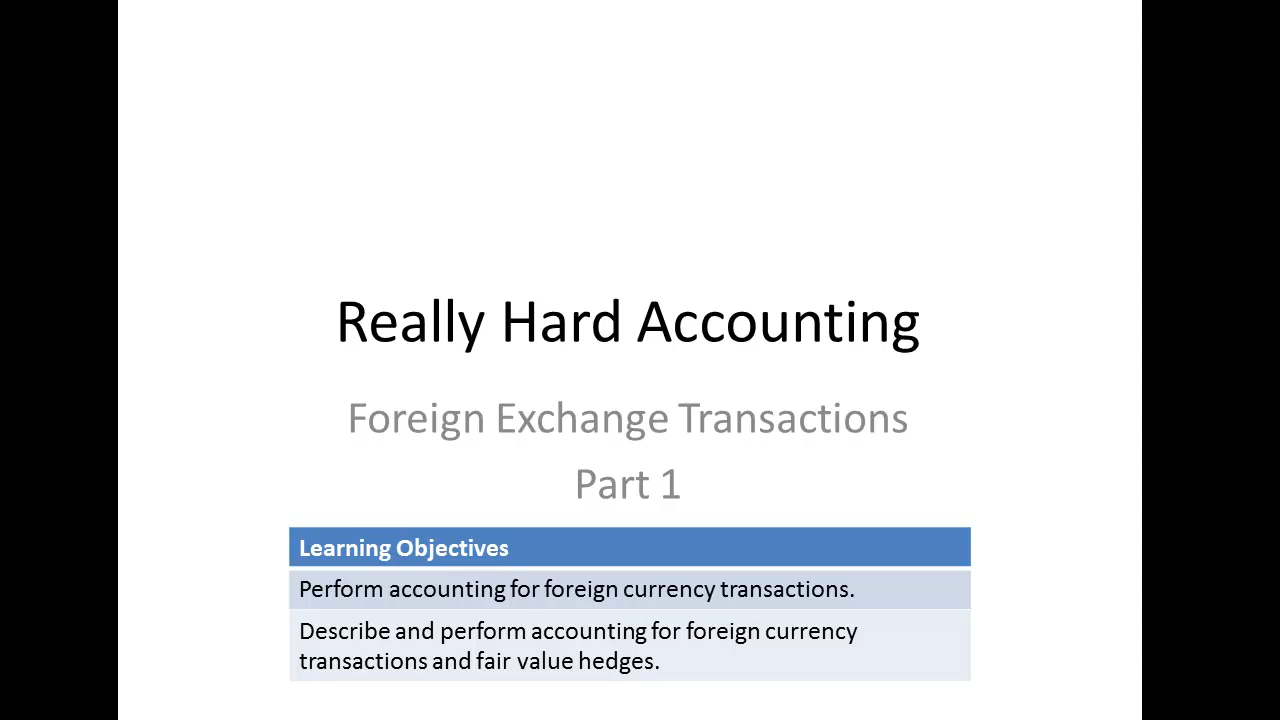 Really Hard Accounting
Foreign Exchange Transactions
Part 1
Learning Objectives
Perform accounting for foreign currency transactions.
Describe and perform accounting for foreign currency
transactions and fair value hedges.